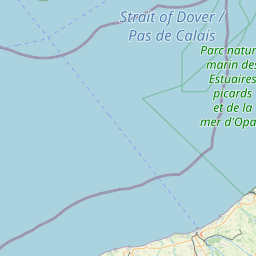 Strait of Dover /
Pas de Calais
Parc natur
marin des
Estuaires
picards
et de la
mer d'Opa